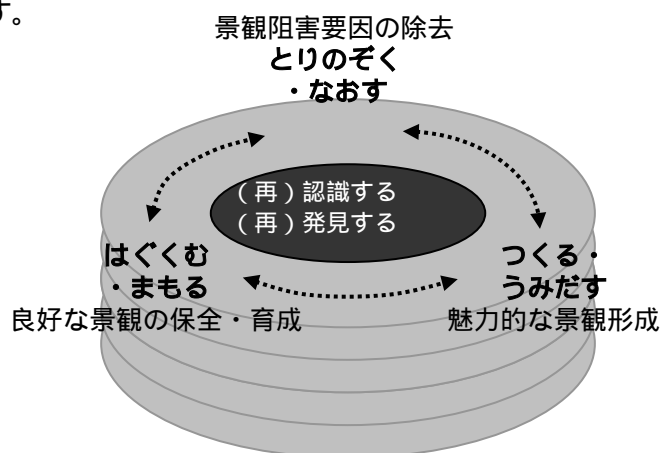 す。
景観阻害要因の除去
とりのぞく
・なおす
（再）認識する
（再）発見する
はぐくむ
・まもる
良好な景観の保全・育成
つくる・
うみだす
魅力的な景観形成